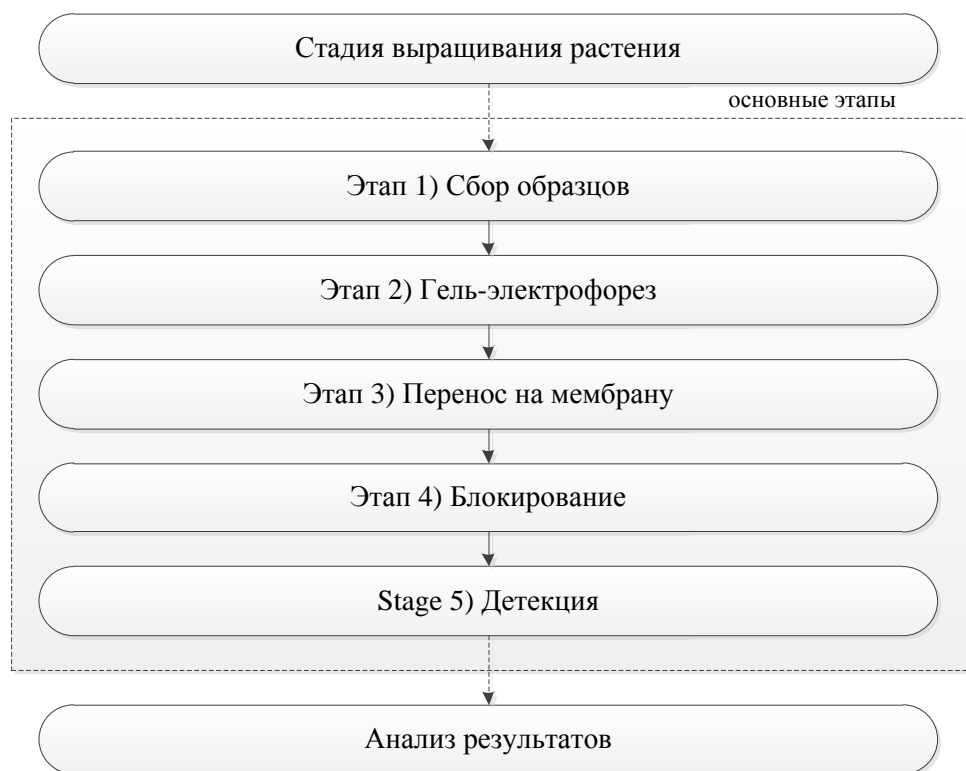 Стадия выращивания растения
основные этапы
Этап 1) Сбор образцов
Этап 2) Гель-электрофорез
Этап 3) Перенос на мембрану
Этап 4) Блокирование
Stage 5) Детекция
Анализ результатов